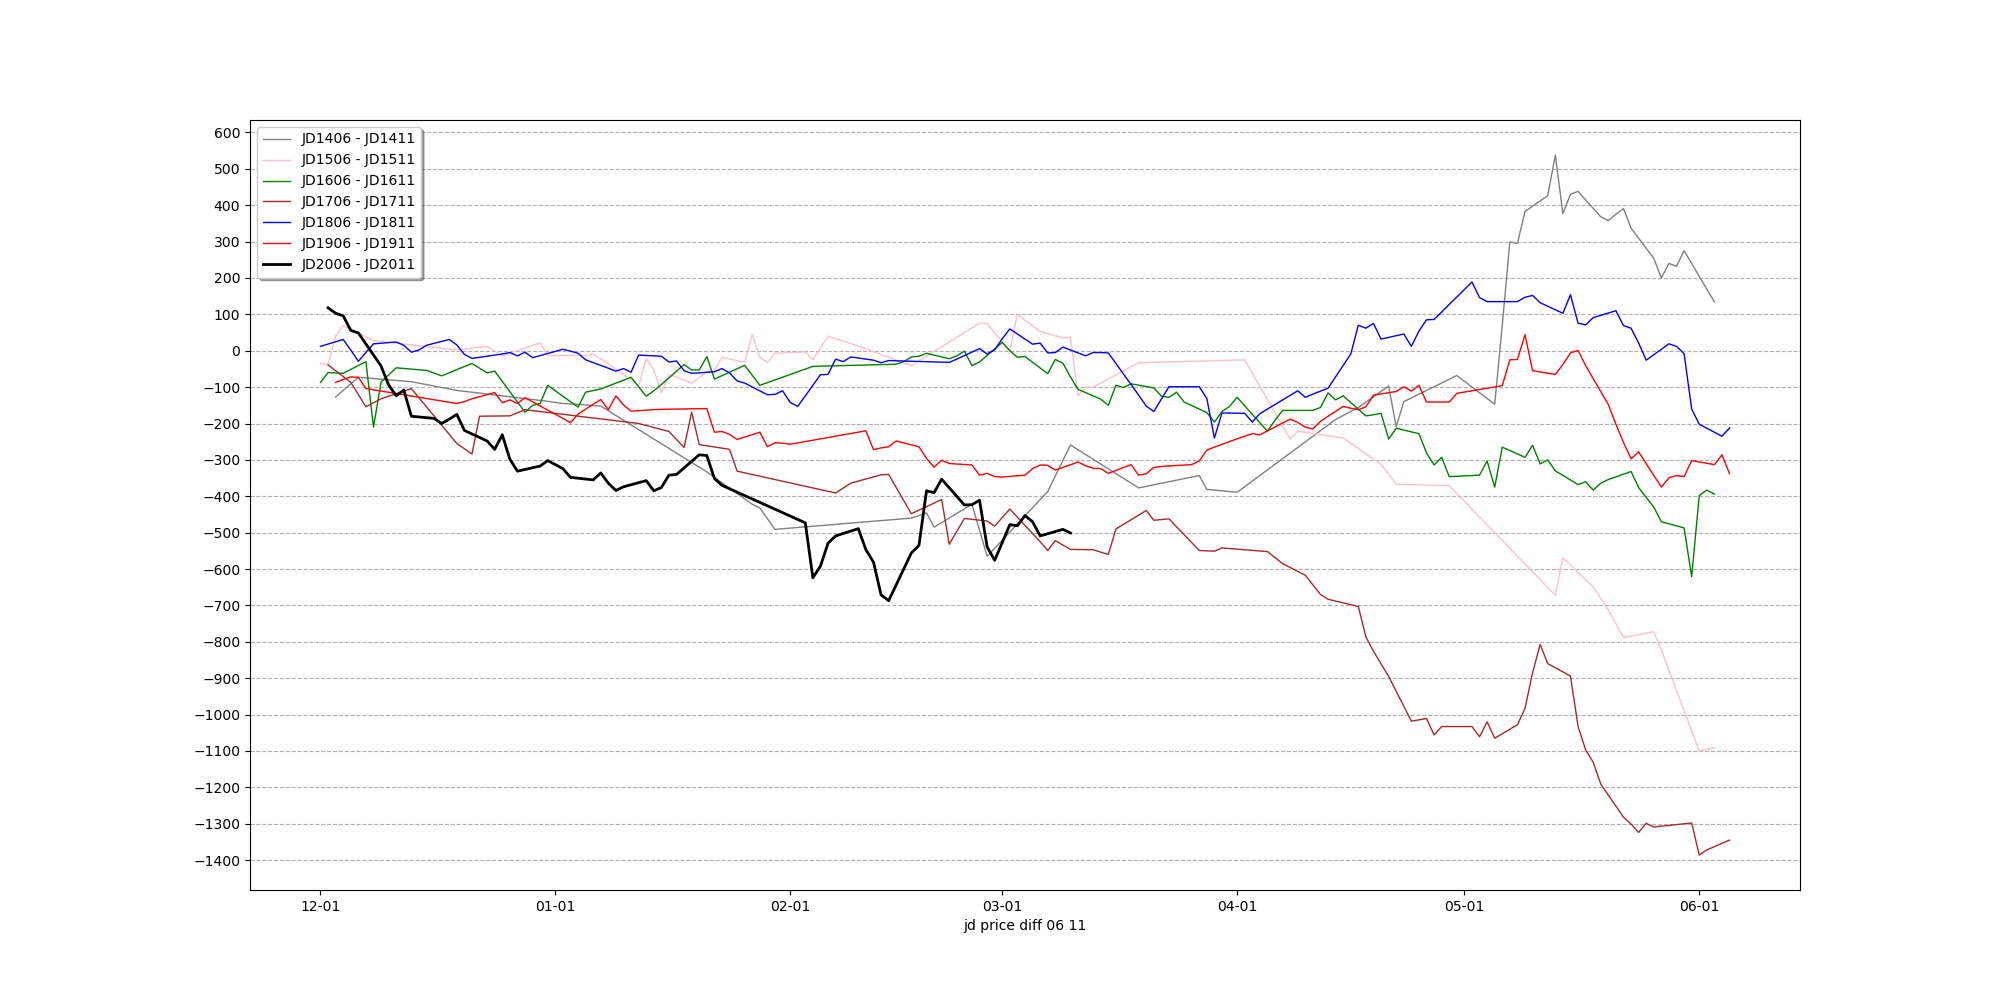 600
500
400
300
200
100
0
−100
−200
−300
−400
−500
−600
−700
−800
−900
−1000
−1100
−1200
−1300
−1400
JD1406 - JD1411
JD1506 - JD1511
JD1606 - JD1611
JD1706 - JD1711
JD1806 - JD1811
JD1906 - JD1911
JD2006 - JD2011
12-01 01-01 02-01 03-01 04-01 05-01 06-01
jd price diff 06 11